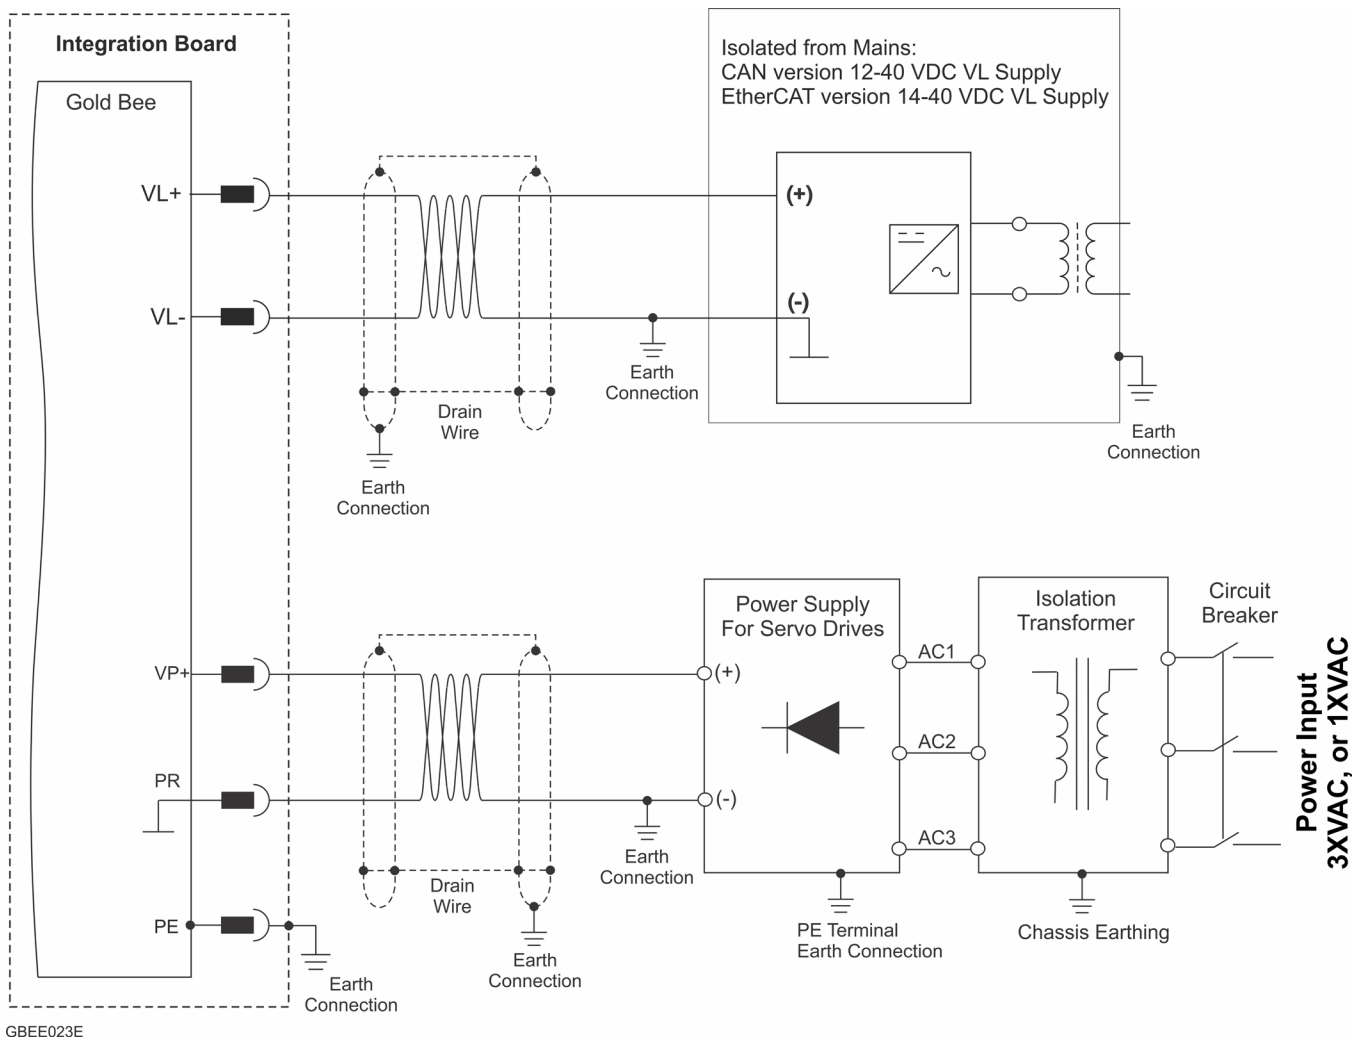 Integration Board
Gold Bee
Isolated from Mains:
CAN version 12-40 VDC VL Supply
EtherCAT version 14-40 VDC VL Supply
VL+
(+)
VL-
(-)
Earth
Connection
Drain
Wire
Earth
Connection
Earth
Connection
Power Supply
For Servo Drives
Isolation
Transformer
Circuit
Breaker
VP+
(+)
AC1
AC2
AC3
PR
(-)
Power Input
3XVAC, or 1XVAC
Earth
Connection
Drain
Wire
PE
PE Terminal
Earth Connection
Chassis Earthing
Earth
Connection
Earth
Connection
GBEE023E